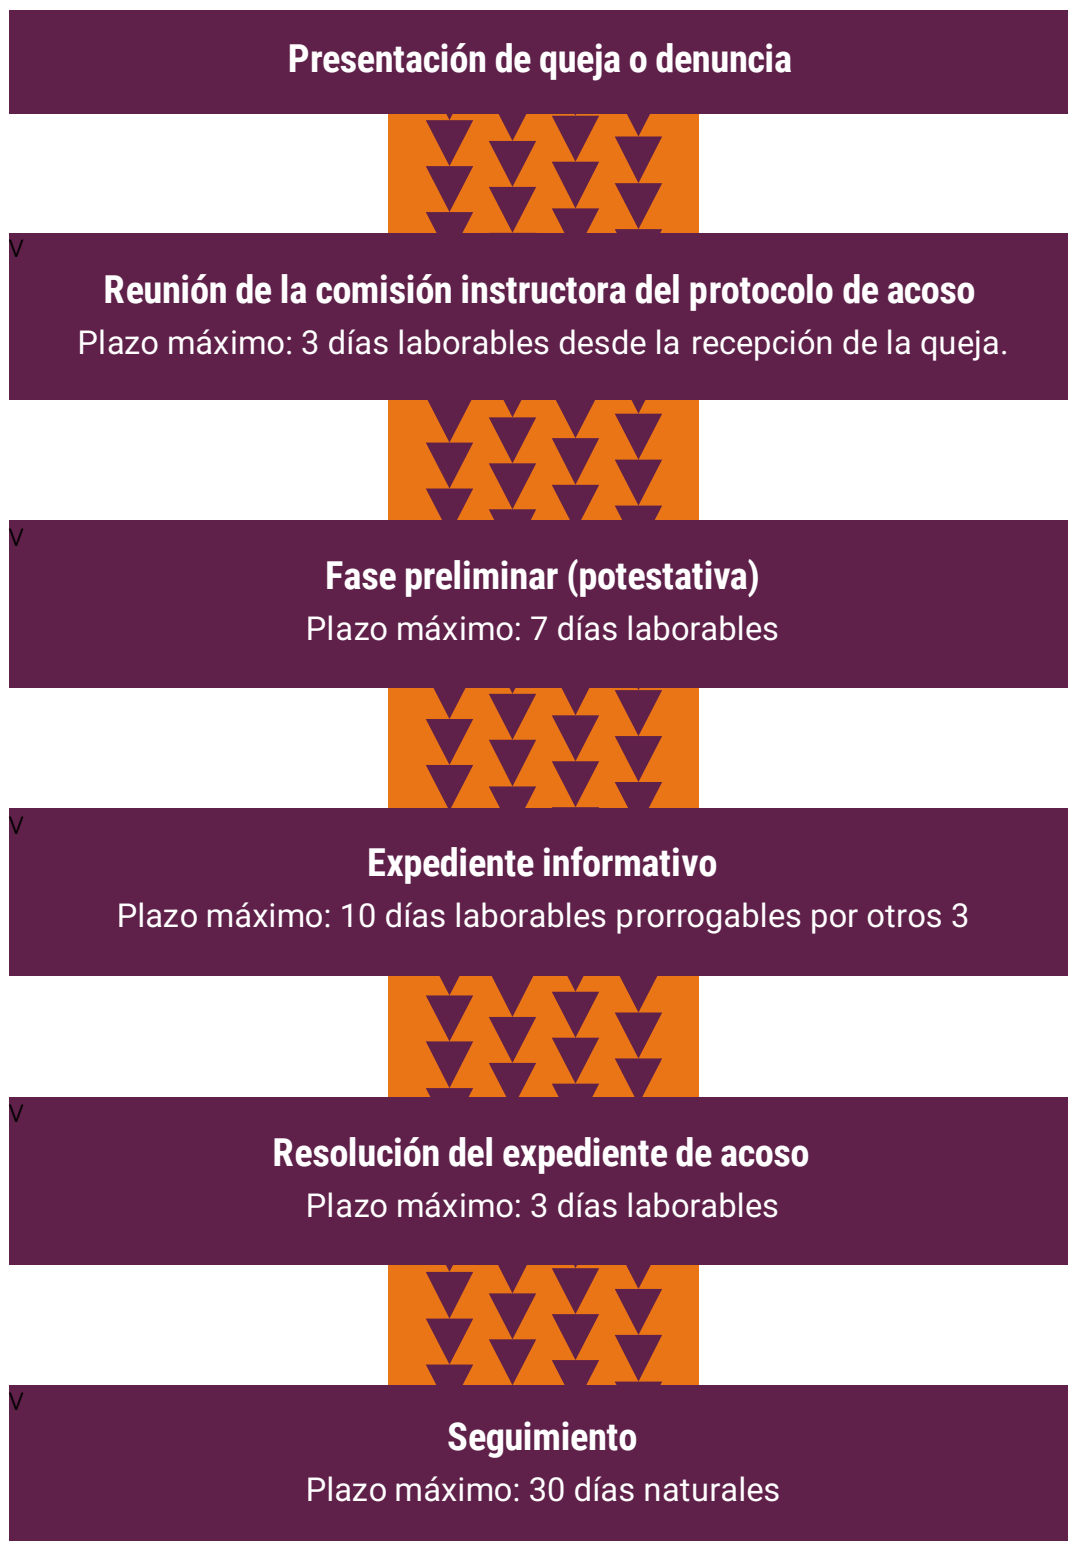 Presentación de queja o denuncia
V
Reunión de la comisión instructora del protocolo de acoso
Plazo máximo: 3 días laborables desde la recepción de la queja.
V
Fase preliminar (potestativa)
Plazo máximo: 7 días laborables
V
Expediente informativo
Plazo máximo: 10 días laborables prorrogables por otros 3
V
Resolución del expediente de acoso
Plazo máximo: 3 días laborables
V
Seguimiento
Plazo máximo: 30 días naturales